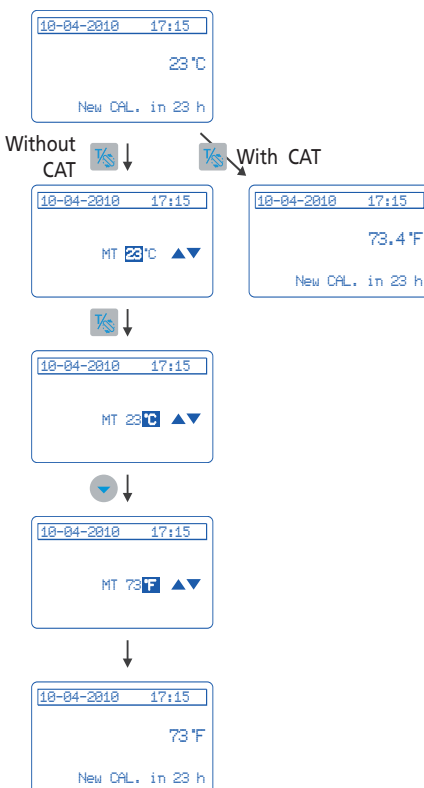 10-04-2010 17:15
23°C
New CAL. in 23 h
Without
CAT
T/
T/
With CAT
10-04-2010 17:15
MT 23°C ▲▼
10-04-2010 17:15
73.4°F
New CAL. in 23 h
T/
10-04-2010 17:15
MT 23°C ▲▼
10-04-2010 17:15
MT 73°F ▲▼
10-04-2010 17:15
73°F
New CAL. in 23 h